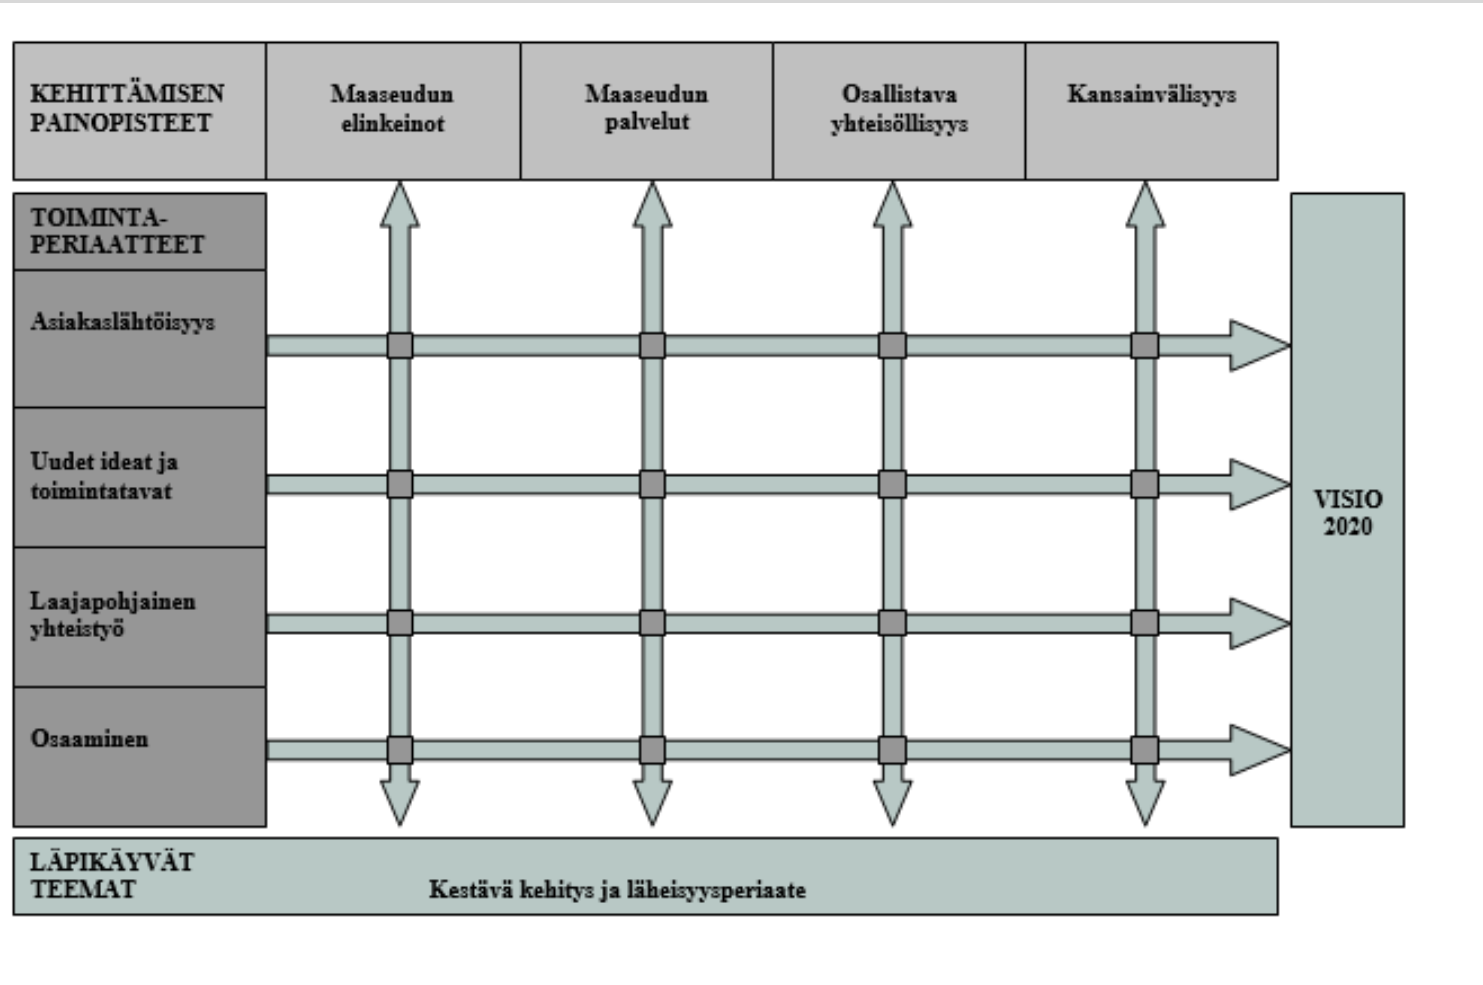 KEHITTÄMISEN
PAINOPISTEET
Maaseudun
elinkeinot
Maaseudun
palvelut
Osallistava
yhteisöllisyys
Kansainvälisyys
TOIMINTA-
PERIAATTEET
Asiakaslähtöisyys
Uudet ideat ja
toimintatavat
Laajapohjainen
yhteistyö
Osaaminen
VISIO
2020
LÄPIKÄYVÄT
TEEMAT
Kestävä kehitys ja läheisyysperiaate